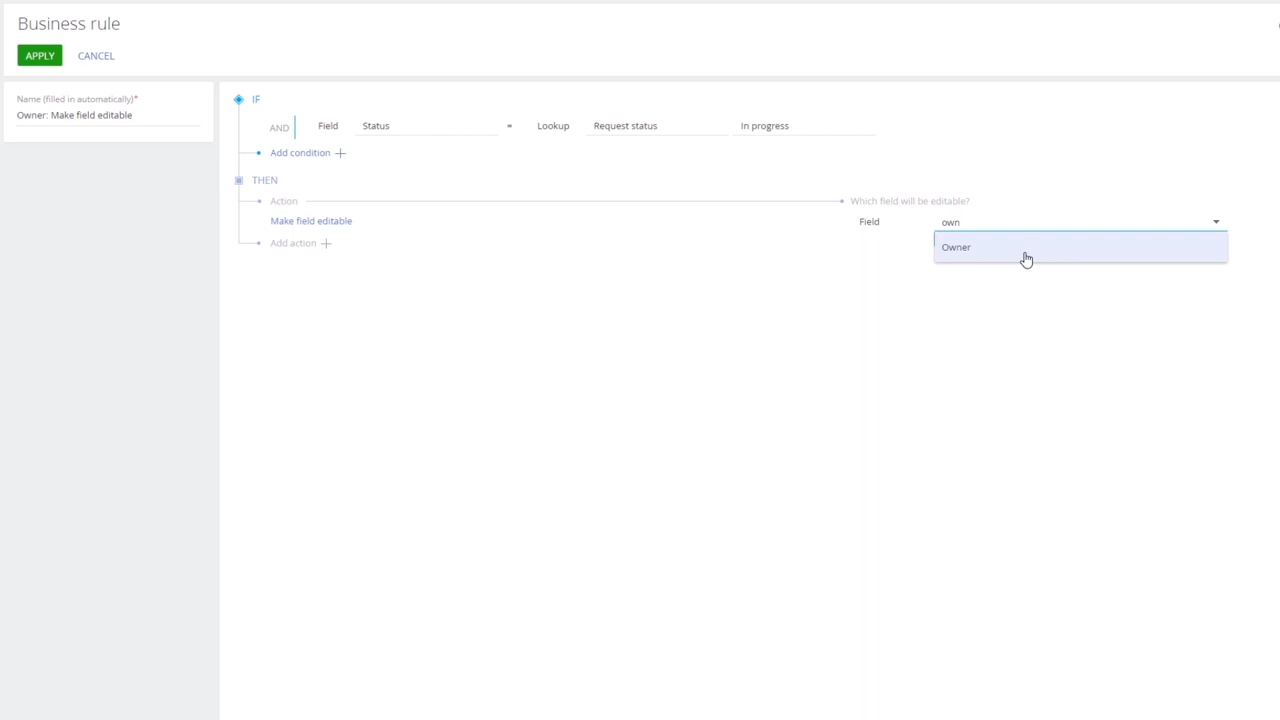 Business rule
APPLY CANCEL
Name (filled in automatically)*
Owner: Make field editable
IF
AND Field Status = Lookup Request status In progress
Add condition +
THEN
Action Which field will be editable?
Make field editable Field own
Add action +
Owner